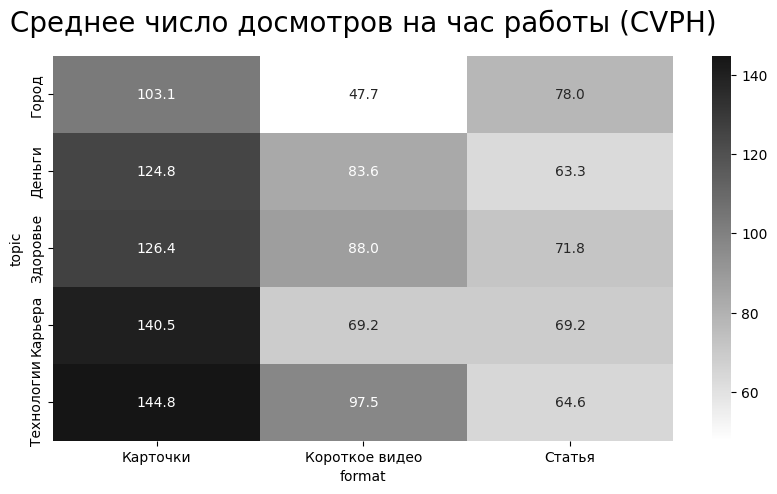 Среднее число досмотров на час работы (CVPH)
topic
Город
103.1
47.7
78.0
Деньги
124.8
83.6
63.3
Здоровье
126.4
88.0
71.8
Карьера
140.5
69.2
69.2
Технологии
144.8
97.5
64.6
Карточки
Короткое видео
Статья
format
140
120
100
80
60